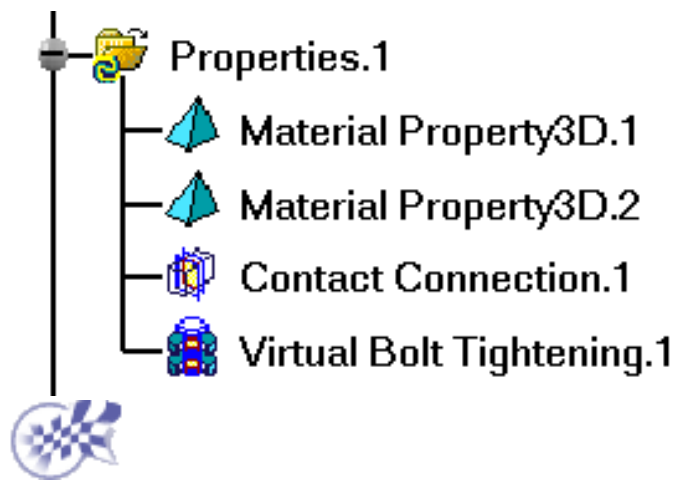 Properties.1
Material Property3D.1
Material Property3D.2
Contact Connection.1
Virtual Bolt Tightening.1